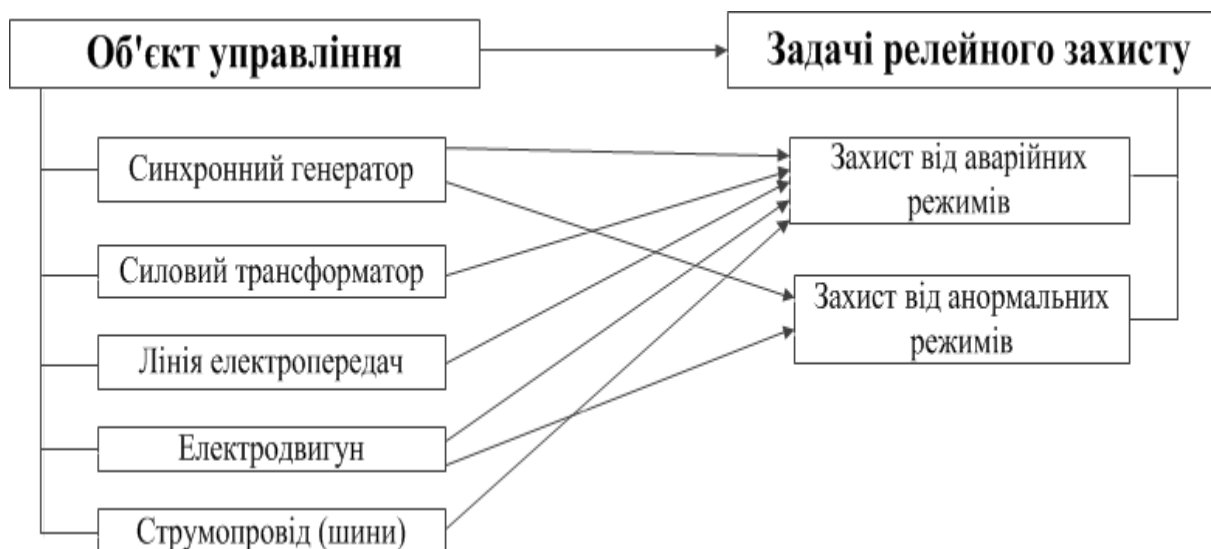 Об'єкт управління
Задачі релейного захисту
Синхронний генератор
Захист від аварійних
режимів
Силовий трансформатор
Захист від анормальних
режимів
Лінія електропередач
Електродвигун
Струмопровід (шини)